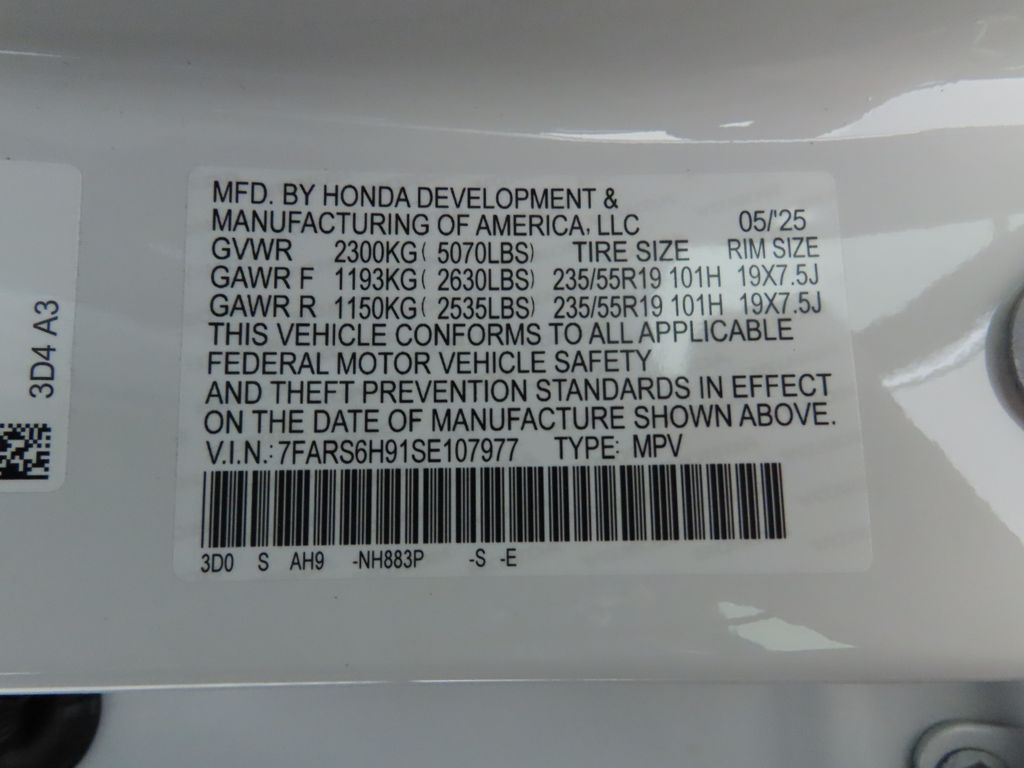 MFD. BY HONDA DEVELOPMENT &
MANUFACTURING OF AMERICA, LLC 05/'25
GVWR 2300KG( 5070LBS) TIRE SIZE RIM SIZE
GAWR F 1193KG( 2630LBS) 235/55R19 101H 19X7.5J
GAWR R 1150KG( 2535LBS) 235/55R19 101H 19X7.5J
THIS VEHICLE CONFORMS TO ALL APPLICABLE
FEDERAL MOTOR VEHICLE SAFETY
AND THEFT PREVENTION STANDARDS IN EFFECT
ON THE DATE OF MANUFACTURE SHOWN ABOVE.
V.I.N.: 7FARS6H91SE107977 TYPE: MPV
3D0 S AH9 -NH883P -S -E
3D4 A3